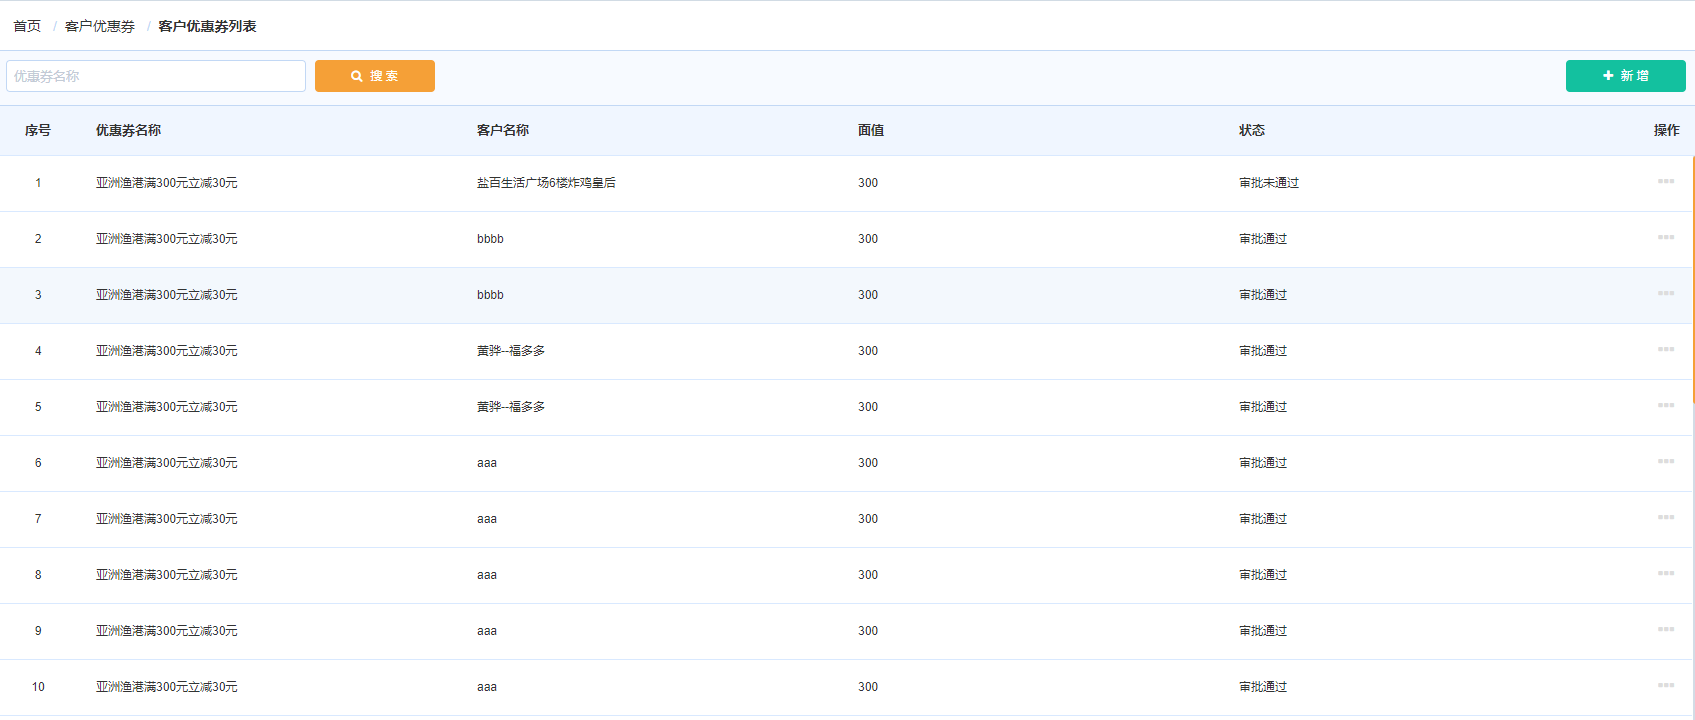 首页 / 客户优惠券 / 客户优惠券列表
优惠券名称 搜 索 新 增
序号 优惠券名称 客户名称 面值 状态 操作
1 亚洲渔港满300元立减30元 盐百生活广场6楼炸鸡皇后 300 审批未通过
2 亚洲渔港满300元立减30元 bbbb 300 审批通过
3 亚洲渔港满300元立减30元 bbbb 300 审批通过
4 亚洲渔港满300元立减30元 黄骅--福多多 300 审批通过
5 亚洲渔港满300元立减30元 黄骅--福多多 300 审批通过
6 亚洲渔港满300元立减30元 aaa 300 审批通过
7 亚洲渔港满300元立减30元 aaa 300 审批通过
8 亚洲渔港满300元立减30元 aaa 300 审批通过
9 亚洲渔港满300元立减30元 aaa 300 审批通过
10 亚洲渔港满300元立减30元 aaa 300 审批通过